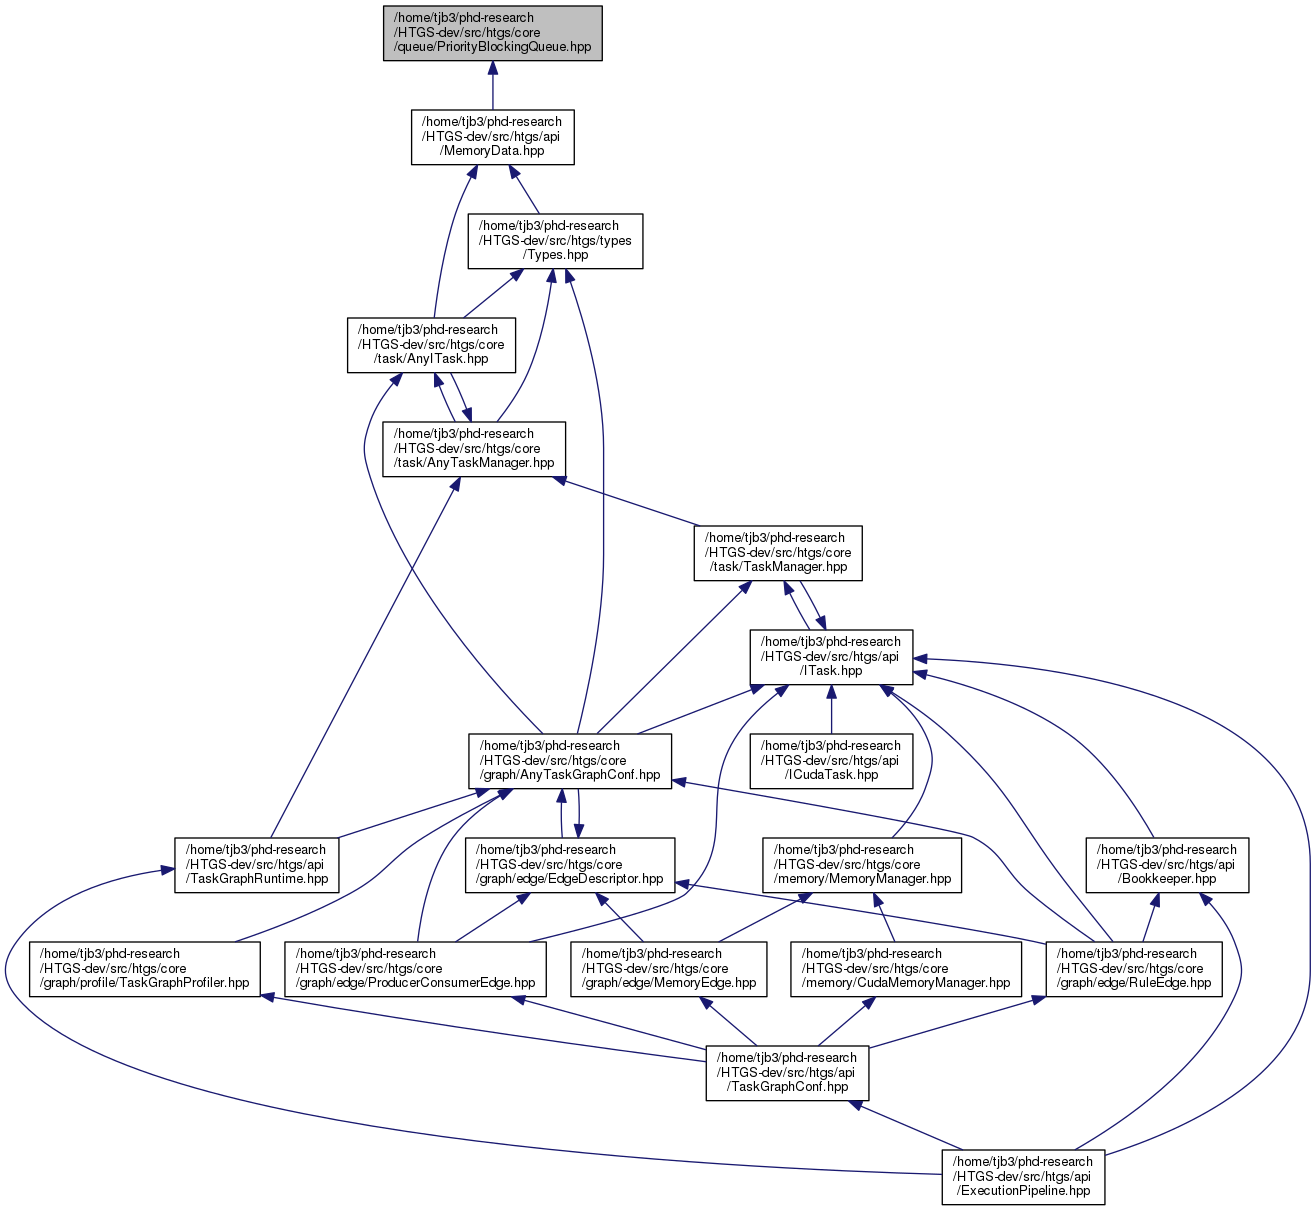 /home/tjb3/phd-research
/HTGS-dev/src/htgs/core
/queue/PriorityBlockingQueue.hpp
/home/tjb3/phd-research
/HTGS-dev/src/htgs/api
/MemoryData.hpp
/home/tjb3/phd-research
/HTGS-dev/src/htgs/types
/Types.hpp
/home/tjb3/phd-research
/HTGS-dev/src/htgs/core
/task/AnyITask.hpp
/home/tjb3/phd-research
/HTGS-dev/src/htgs/core
/task/AnyTaskManager.hpp
/home/tjb3/phd-research
/HTGS-dev/src/htgs/core
/task/TaskManager.hpp
/home/tjb3/phd-research
/HTGS-dev/src/htgs/api
/ITask.hpp
/home/tjb3/phd-research
/HTGS-dev/src/htgs/core
/graph/AnyTaskGraphConf.hpp
/home/tjb3/phd-research
/HTGS-dev/src/htgs/api
/ICudaTask.hpp
/home/tjb3/phd-research
/HTGS-dev/src/htgs/api
/TaskGraphRuntime.hpp
/home/tjb3/phd-research
/HTGS-dev/src/htgs/core
/graph/edge/EdgeDescriptor.hpp
/home/tjb3/phd-research
/HTGS-dev/src/htgs/core
/memory/MemoryManager.hpp
/home/tjb3/phd-research
/HTGS-dev/src/htgs/api
/Bookkeeper.hpp
/home/tjb3/phd-research
/HTGS-dev/src/htgs/core
/graph/profile/TaskGraphProfiler.hpp
/home/tjb3/phd-research
/HTGS-dev/src/htgs/core
/graph/edge/ProducerConsumerEdge.hpp
/home/tjb3/phd-research
/HTGS-dev/src/htgs/core
/graph/edge/MemoryEdge.hpp
/home/tjb3/phd-research
/HTGS-dev/src/htgs/core
/memory/CudaMemoryManager.hpp
/home/tjb3/phd-research
/HTGS-dev/src/htgs/core
/graph/edge/RuleEdge.hpp
/home/tjb3/phd-research
/HTGS-dev/src/htgs/api
/TaskGraphConf.hpp
/home/tjb3/phd-research
/HTGS-dev/src/htgs/api
/ExecutionPipeline.hpp